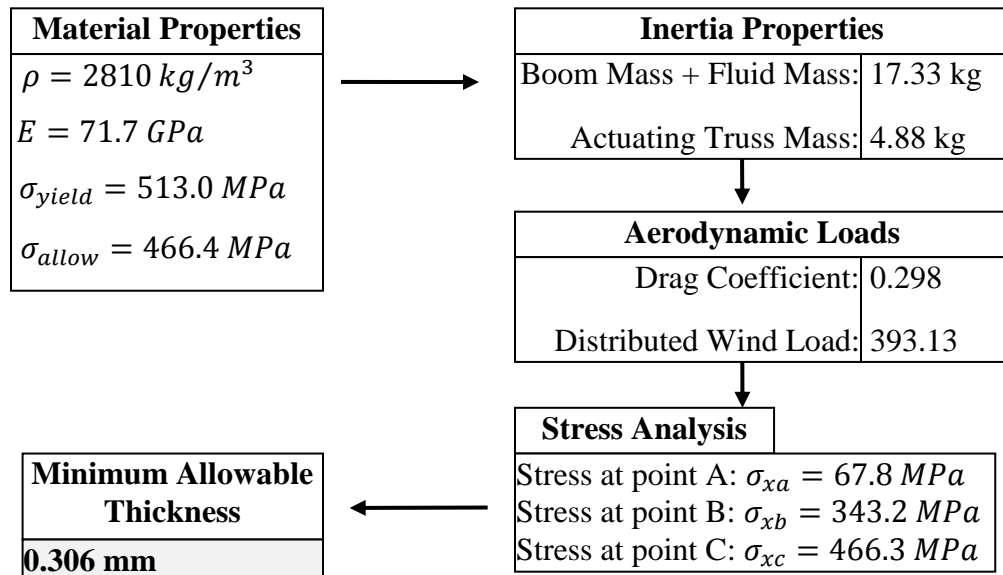 Material Properties
ρ = 2810 kg/m³
E = 71.7 GPa
σ_yield = 513.0 MPa
σ_allow = 466.4 MPa
Inertia Properties
Boom Mass + Fluid Mass: 17.33 kg
Actuating Truss Mass: 4.88 kg
Aerodynamic Loads
Drag Coefficient: 0.298
Distributed Wind Load: 393.13
Stress Analysis
Stress at point A: σ_xa = 67.8 MPa
Stress at point B: σ_xb = 343.2 MPa
Stress at point C: σ_xc = 466.3 MPa
Minimum Allowable
Thickness
0.306 mm